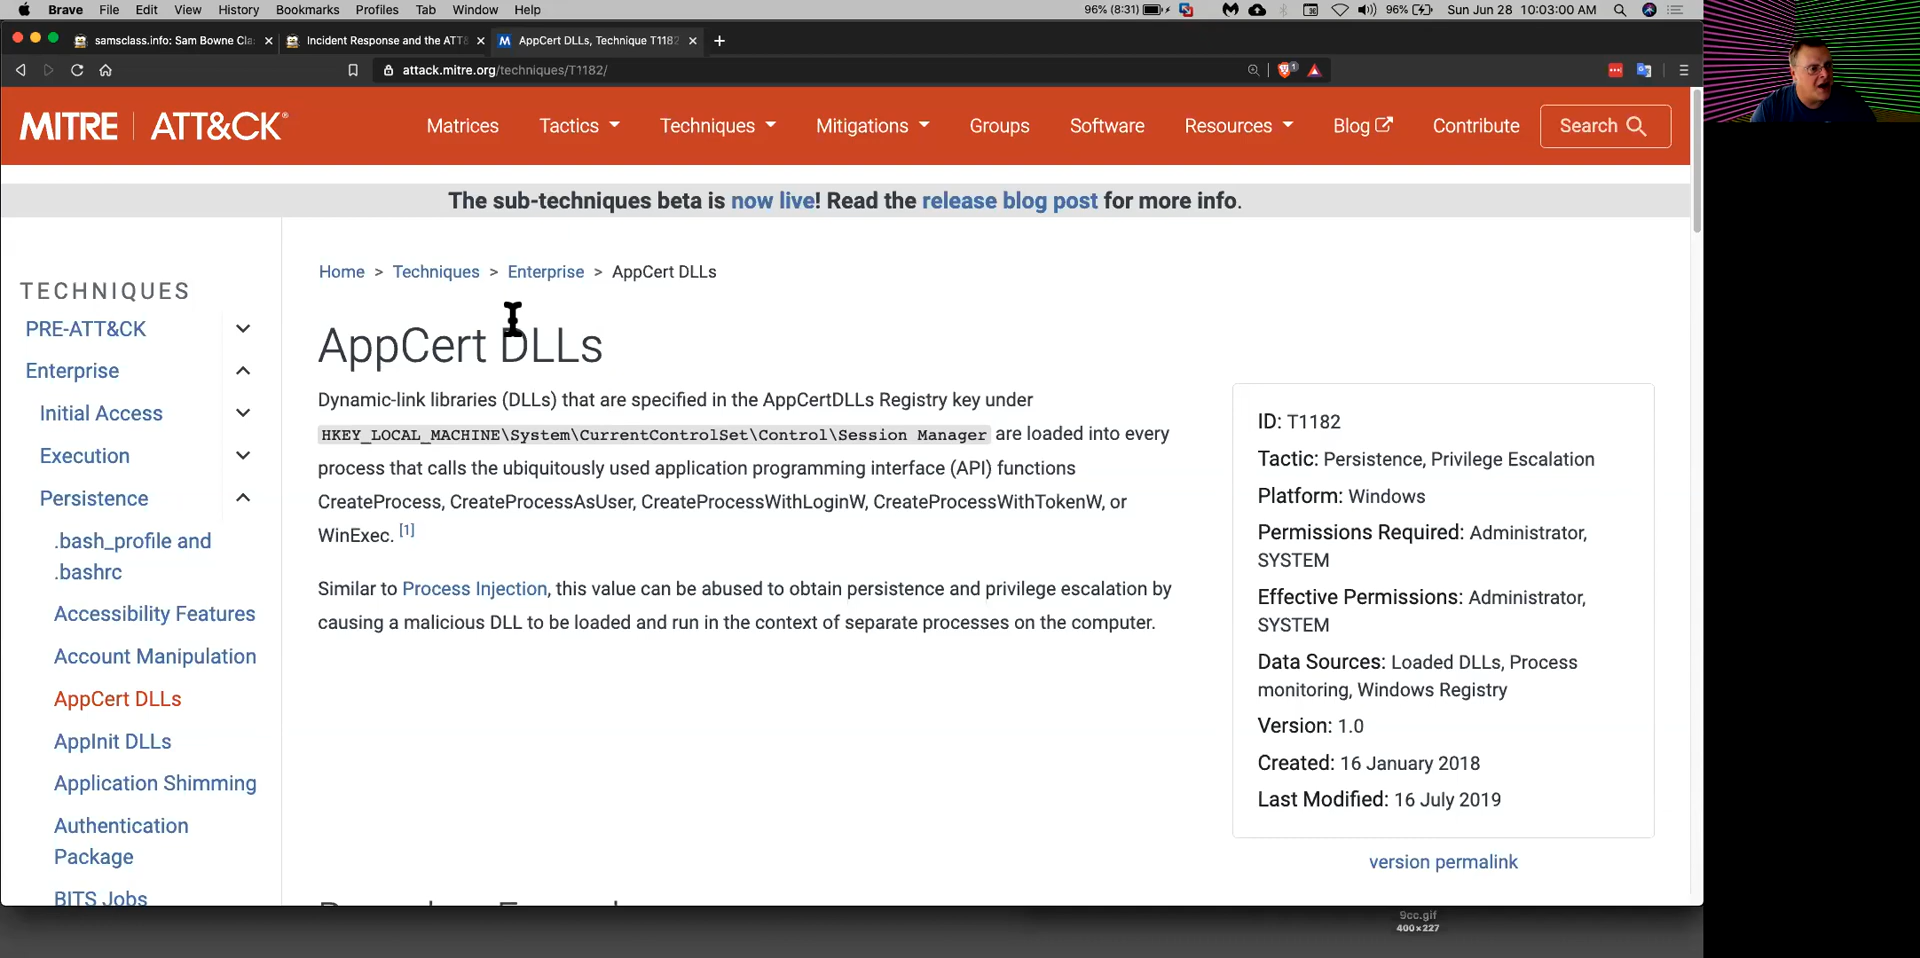 Brave File Edit View History Bookmarks Profiles Tab Window Help 96% (8:31) 96% Sun Jun 28 10:03:00 AM
samsclass.info: Sam Bowne Cla Incident Response and the ATT& AppCert DLLs, Technique T1182
attack.mitre.org/techniques/T1182/
MITRE | ATT&CK® Matrices Tactics Techniques Mitigations Groups Software Resources Blog Contribute Search
The sub-techniques beta is now live! Read the release blog post for more info.
TECHNIQUES
PRE-ATT&CK
Enterprise
Initial Access
Execution
Persistence
.bash_profile and
.bashrc
Accessibility Features
Account Manipulation
AppCert DLLs
AppInit DLLs
Application Shimming
Authentication
Package
BITS Jobs
Home > Techniques > Enterprise > AppCert DLLs
AppCert DLLs
Dynamic-link libraries (DLLs) that are specified in the AppCertDLLs Registry key under
HKEY_LOCAL_MACHINE\System\CurrentControlSet\Control\Session Manager are loaded into every
process that calls the ubiquitously used application programming interface (API) functions
CreateProcess, CreateProcessAsUser, CreateProcessWithLoginW, CreateProcessWithTokenW, or
WinExec. [1]
Similar to Process Injection, this value can be abused to obtain persistence and privilege escalation by
causing a malicious DLL to be loaded and run in the context of separate processes on the computer.
ID: T1182
Tactic: Persistence, Privilege Escalation
Platform: Windows
Permissions Required: Administrator,
SYSTEM
Effective Permissions: Administrator,
SYSTEM
Data Sources: Loaded DLLs, Process
monitoring, Windows Registry
Version: 1.0
Created: 16 January 2018
Last Modified: 16 July 2019
version permalink
9cc.gif
400×227